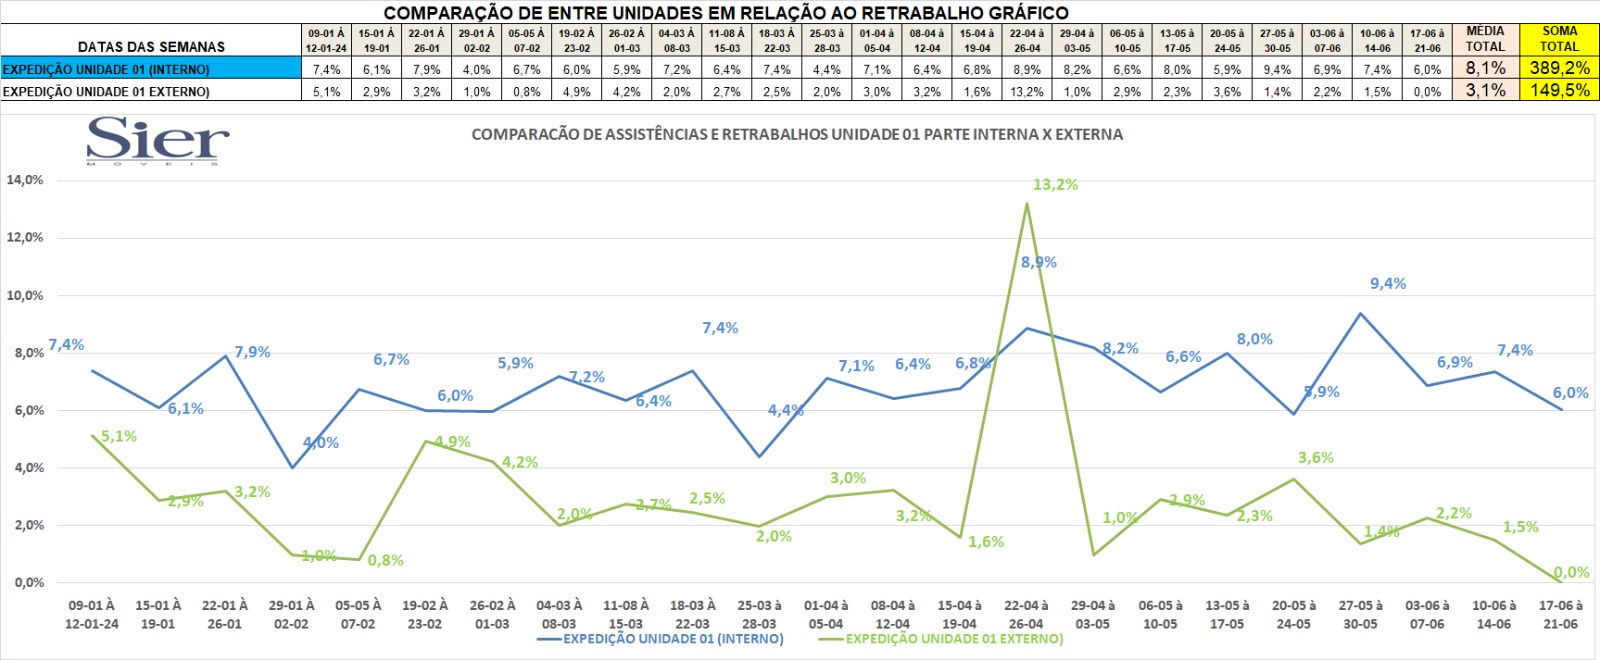 COMPARAÇÃO DE ENTRE UNIDADES EM RELAÇÃO AO RETRABALHO GRÁFICO
DATAS DAS SEMANAS 09-01 À 12-01-24 15-01 À 19-01 22-01 À 26-01 29-01 À 02-02 05-05 À 07-02 19-02 À 23-02 26-02 À 01-03 04-03 À 08-03 11-08 À 15-03 18-03 À 22-03 25-03 à 28-03 01-04 à 05-04 08-04 à 12-04 15-04 à 19-04 22-04 à 26-04 29-04 à 03-05 06-05 à 10-05 13-05 à 17-05 20-05 à 24-05 27-05 à 30-05 03-06 à 07-06 10-06 à 14-06 17-06 à 21-06 MÉDIA TOTAL SOMA TOTAL
EXPEDIÇÃO UNIDADE 01 (INTERNO) 7,4% 6,1% 7,9% 4,0% 6,7% 6,0% 5,9% 7,2% 6,4% 7,4% 4,4% 7,1% 6,4% 6,8% 8,9% 8,2% 6,6% 8,0% 5,9% 9,4% 6,9% 7,4% 6,0% 8,1% 389,2%
EXPEDIÇÃO UNIDADE 01 EXTERNO) 5,1% 2,9% 3,2% 1,0% 0,8% 4,9% 4,2% 2,0% 2,7% 2,5% 2,0% 3,0% 3,2% 1,6% 13,2% 1,0% 2,9% 2,3% 3,6% 1,4% 2,2% 1,5% 0,0% 3,1% 149,5%
Sier
MÓVEIS
COMPARACÃO DE ASSISTÊNCIAS E RETRABALHOS UNIDADE 01 PARTE INTERNA X EXTERNA
14,0%
12,0%
10,0%
8,0%
6,0%
4,0%
2,0%
0,0%
7,4% 6,1% 7,9% 4,0% 6,7% 6,0% 5,9% 7,2% 6,4% 7,4% 4,4% 7,1% 6,4% 6,8% 8,9% 8,2% 6,6% 8,0% 5,9% 9,4% 6,9% 7,4% 6,0%
5,1% 2,9% 3,2% 1,0% 0,8% 4,9% 4,2% 2,0% 2,7% 2,5% 2,0% 3,0% 3,2% 1,6% 13,2% 1,0% 2,9% 2,3% 3,6% 1,4% 2,2% 1,5% 0,0%
09-01 À 15-01 À 22-01 À 29-01 À 05-05 À 19-02 À 26-02 À 04-03 À 11-08 À 18-03 À 25-03 à 01-04 à 08-04 à 15-04 à 22-04 à 29-04 à 06-05 à 13-05 à 20-05 à 27-05 à 03-06 à 10-06 à 17-06 à
12-01-24 19-01 26-01 02-02 07-02 23-02 01-03 08-03 15-03 22-03 28-03 05-04 12-04 19-04 26-04 03-05 10-05 17-05 24-05 30-05 07-06 14-06 21-06
EXPEDIÇÃO UNIDADE 01 (INTERNO) EXPEDIÇÃO UNIDADE 01 EXTERNO)